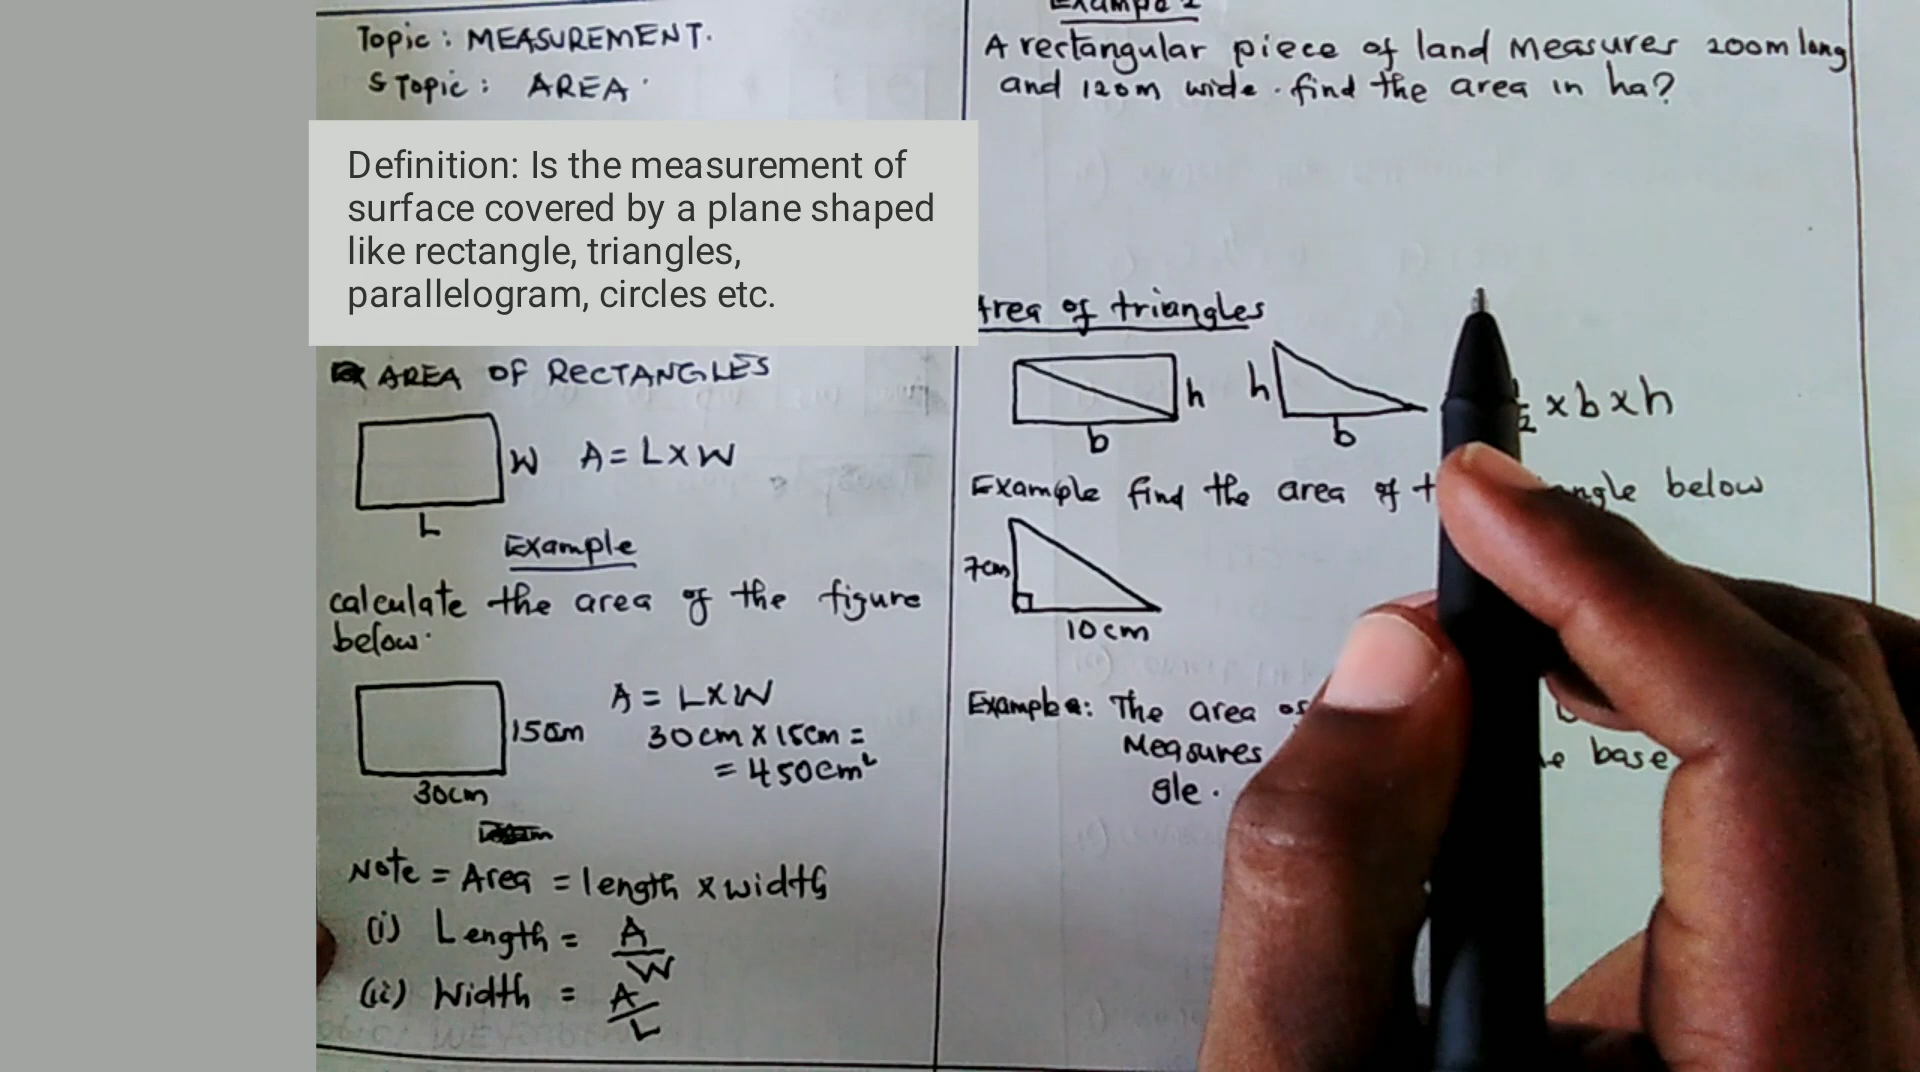 Topic: MEASUREMENT.
S Topic: AREA.
Definition: Is the measurement of
surface covered by a plane shaped
like rectangle, triangles,
parallelogram, circles etc.
AREA OF RECTANGLES
W A = L x W
L
Example
calculate the area of the figure
below.
15cm A = L x W
30cm x 15cm =
= 450cm²
30cm
Note = Area = length x width
(i) Length = A/W
(ii) Width = A/L
A rectangular piece of land measures 200m long
and 120m wide. find the area in ha?
Area of triangles
h h x b x h
b b
Example find the area of below
7cm
10cm
Example: The area
Measures base
gle.